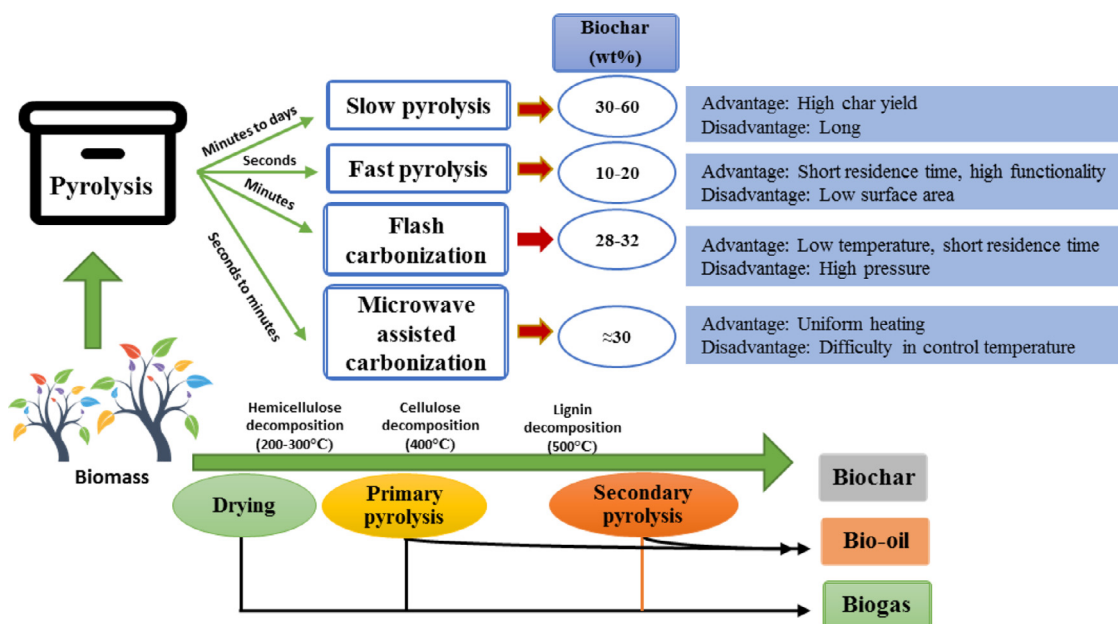 Biochar
(wt%)
Pyrolysis
Minutes to days
Seconds
Minutes
Seconds to minutes
Slow pyrolysis
30-60
Advantage: High char yield
Disadvantage: Long
Fast pyrolysis
10-20
Advantage: Short residence time, high functionality
Disadvantage: Low surface area
Flash
carbonization
28-32
Advantage: Low temperature, short residence time
Disadvantage: High pressure
Microwave
assisted
carbonization
≈30
Advantage: Uniform heating
Disadvantage: Difficulty in control temperature
Biomass
Hemicellulose
decomposition
(200-300°C)
Cellulose
decomposition
(400°C)
Lignin
decomposition
(500°C)
Drying
Primary
pyrolysis
Secondary
pyrolysis
Biochar
Bio-oil
Biogas